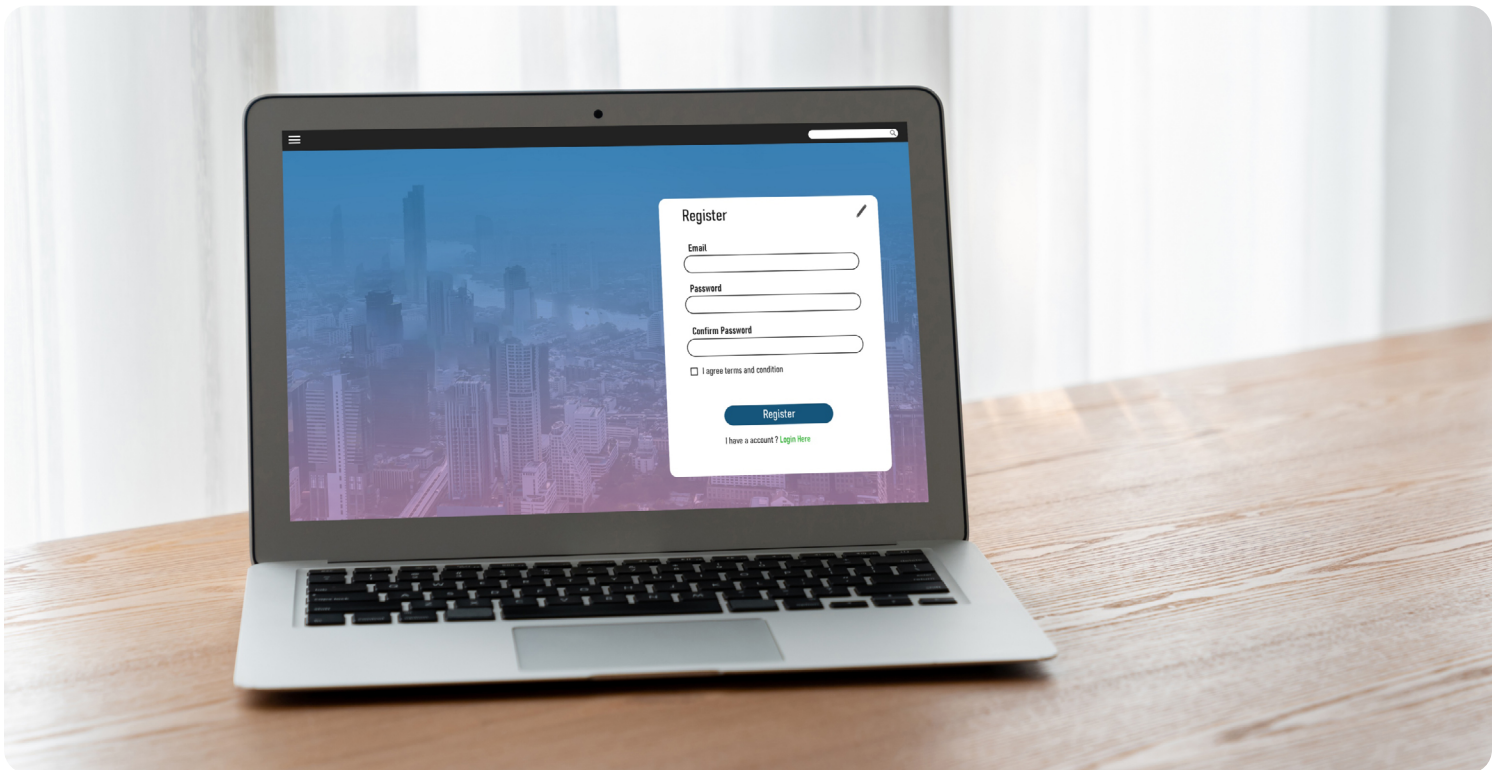 Register
Email
Password
Confirm Password
I agree terms and condition
Register
I have a account ? Login Here